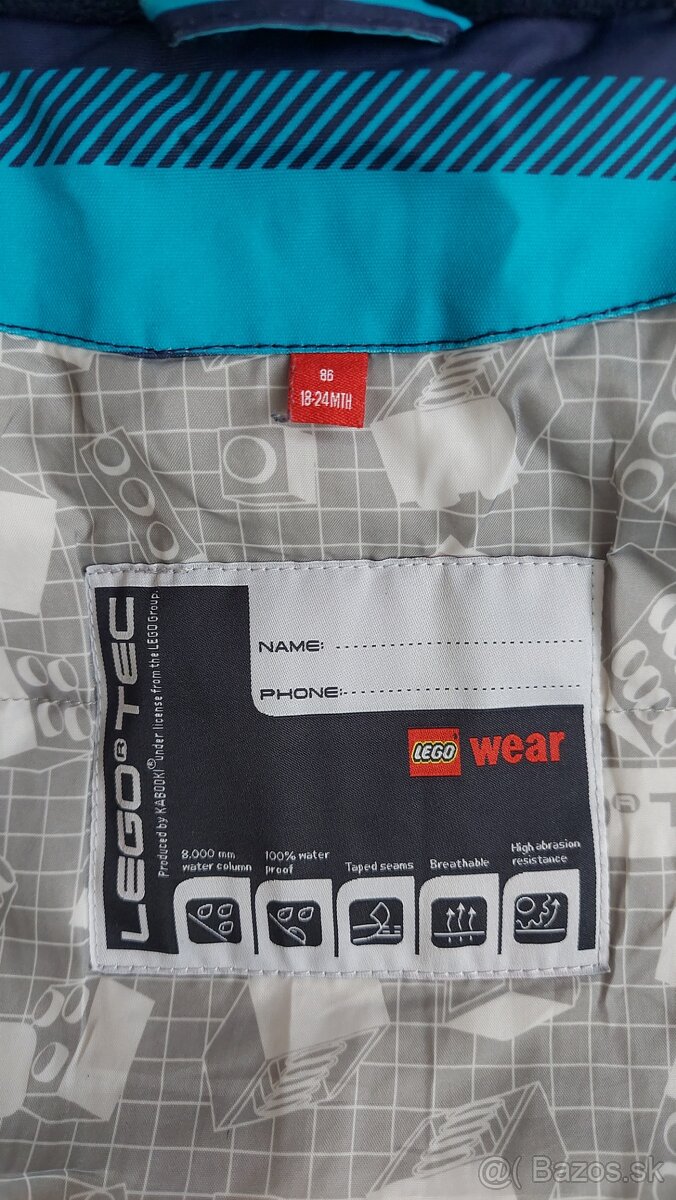 86
18-24MTH
LEGO® TEC
Produced by KABOOKI® under license from the LEGO Group.
NAME:
PHONE:
LEGO wear
8.000 mm
water column
100% water
proof
Taped seams
Breathable
High abrasion
resistance
® T
@( Bazos.sk